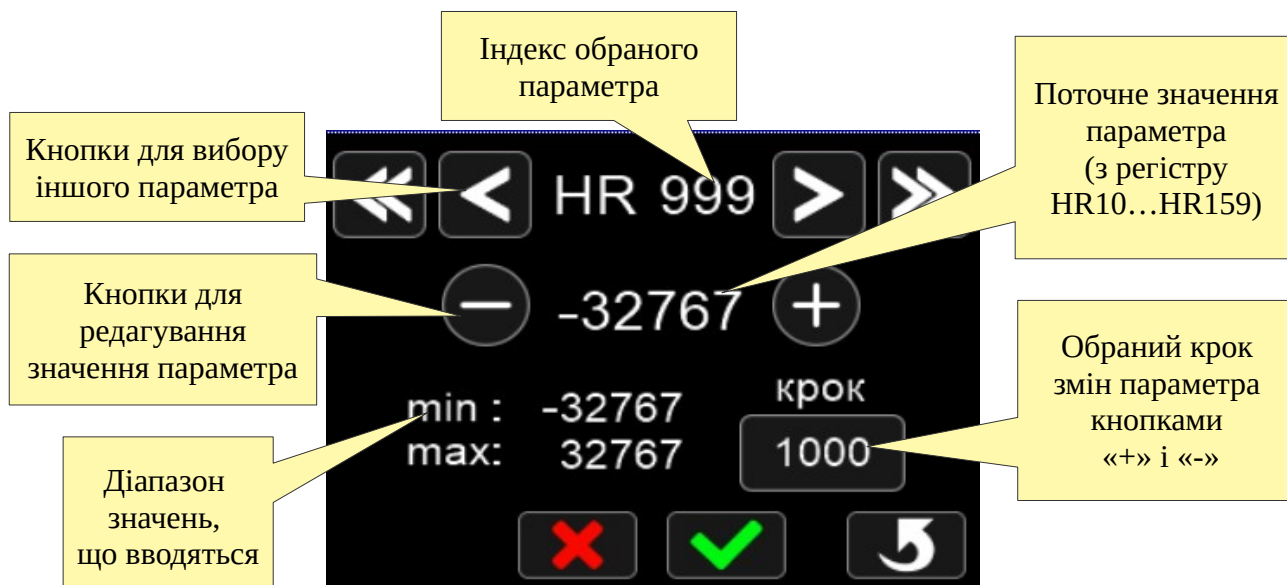 Індекс обраного
параметра
Поточне значення
параметра
(з регістру
HR10…HR159)
Кнопки для вибору
іншого параметра
HR 999
Кнопки для
редагування
значення параметра
-32767
Обраний крок
змін параметра
кнопками
«+» і «-»
min : -32767
max: 32767
крок
1000
Діапазон
значень,
що вводяться